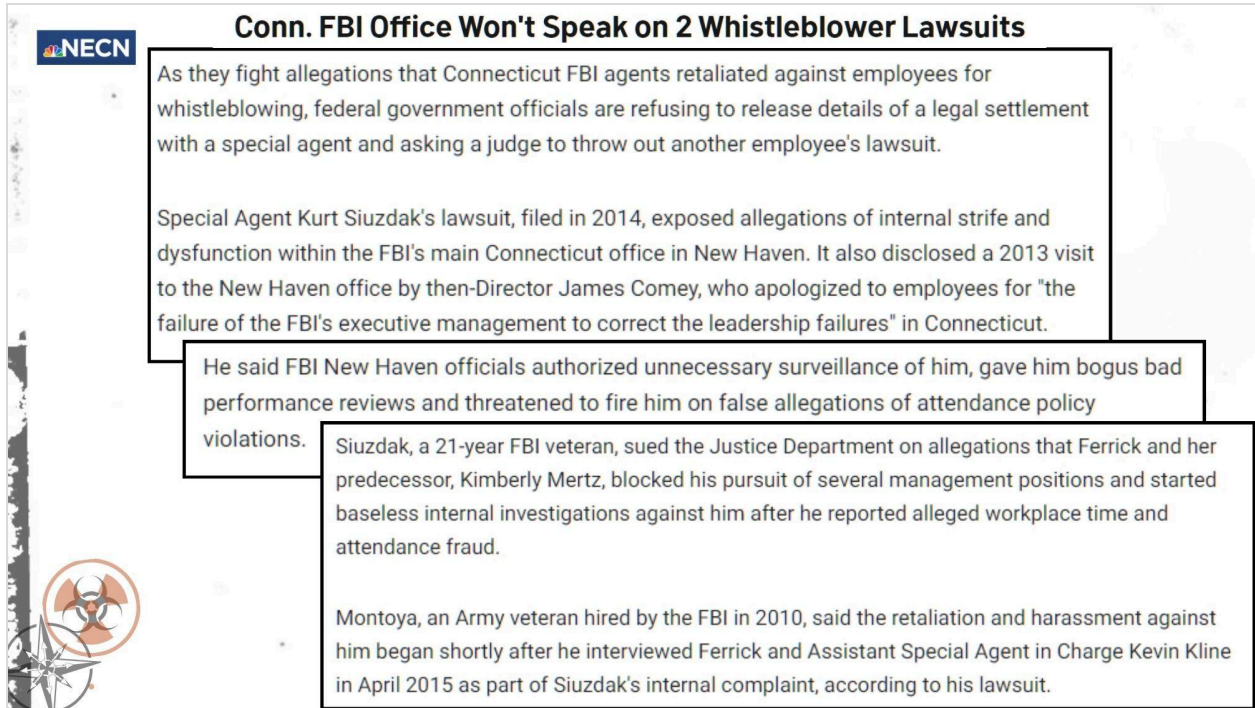 Conn. FBI Office Won't Speak on 2 Whistleblower Lawsuits
NECN
As they fight allegations that Connecticut FBI agents retaliated against employees for
whistleblowing, federal government officials are refusing to release details of a legal settlement
with a special agent and asking a judge to throw out another employee's lawsuit.
Special Agent Kurt Siuzdak's lawsuit, filed in 2014, exposed allegations of internal strife and
dysfunction within the FBI's main Connecticut office in New Haven. It also disclosed a 2013 visit
to the New Haven office by then-Director James Comey, who apologized to employees for "the
failure of the FBI's executive management to correct the leadership failures" in Connecticut.
He said FBI New Haven officials authorized unnecessary surveillance of him, gave him bogus bad
performance reviews and threatened to fire him on false allegations of attendance policy
violations.
Siuzdak, a 21-year FBI veteran, sued the Justice Department on allegations that Ferrick and her
predecessor, Kimberly Mertz, blocked his pursuit of several management positions and started
baseless internal investigations against him after he reported alleged workplace time and
attendance fraud.
Montoya, an Army veteran hired by the FBI in 2010, said the retaliation and harassment against
him began shortly after he interviewed Ferrick and Assistant Special Agent in Charge Kevin Kline
in April 2015 as part of Siuzdak's internal complaint, according to his lawsuit.